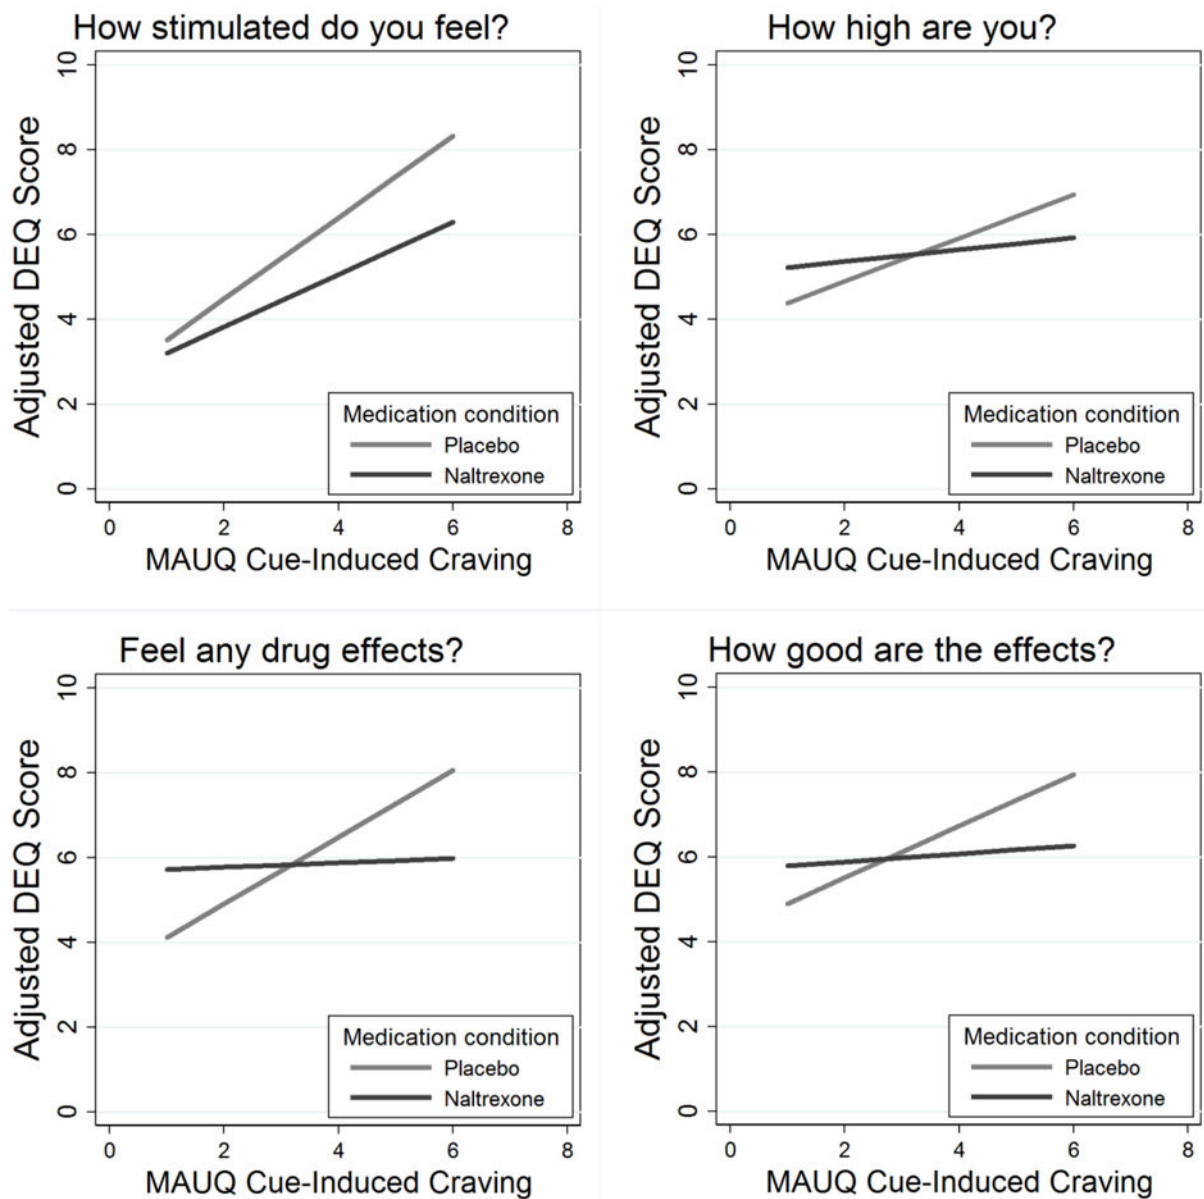 How stimulated do you feel?
Adjusted DEQ Score
10
8
6
4
2
0
Medication condition
Placebo
Naltrexone
0 2 4 6 8
MAUQ Cue-Induced Craving
How high are you?
Adjusted DEQ Score
10
8
6
4
2
0
Medication condition
Placebo
Naltrexone
0 2 4 6 8
MAUQ Cue-Induced Craving
Feel any drug effects?
Adjusted DEQ Score
10
8
6
4
2
0
Medication condition
Placebo
Naltrexone
0 2 4 6 8
MAUQ Cue-Induced Craving
How good are the effects?
Adjusted DEQ Score
10
8
6
4
2
0
Medication condition
Placebo
Naltrexone
0 2 4 6 8
MAUQ Cue-Induced Craving